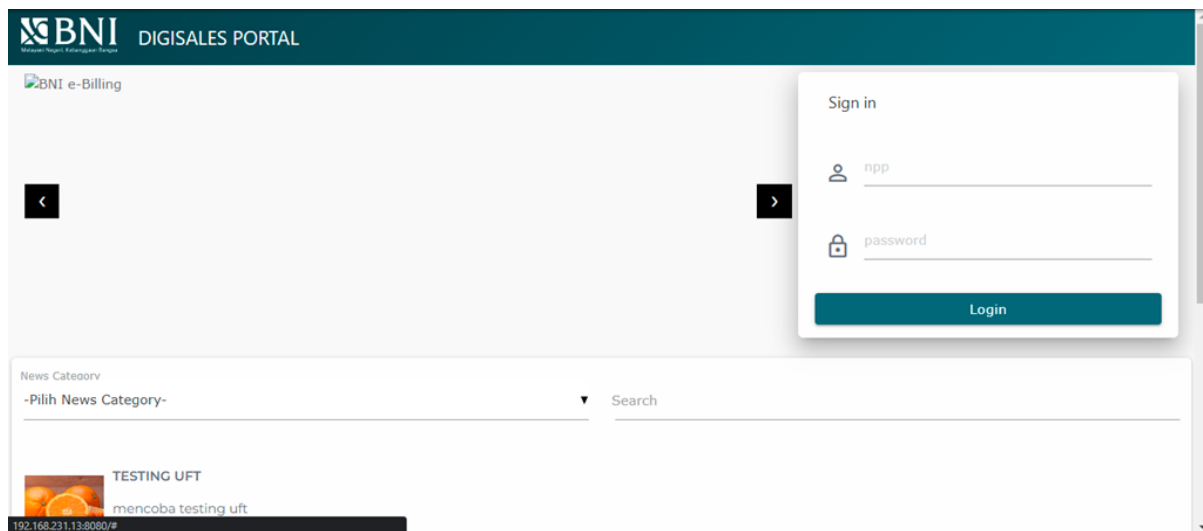 BNI
Melayani Negeri, Kebanggaan Bangsa
DIGISALES PORTAL
BNI e-Billing
Sign in
npp
password
Login
News Category
-Pilih News Category-
Search
TESTING UFT
mencoba testing uft
192.168.231.13:8080/#